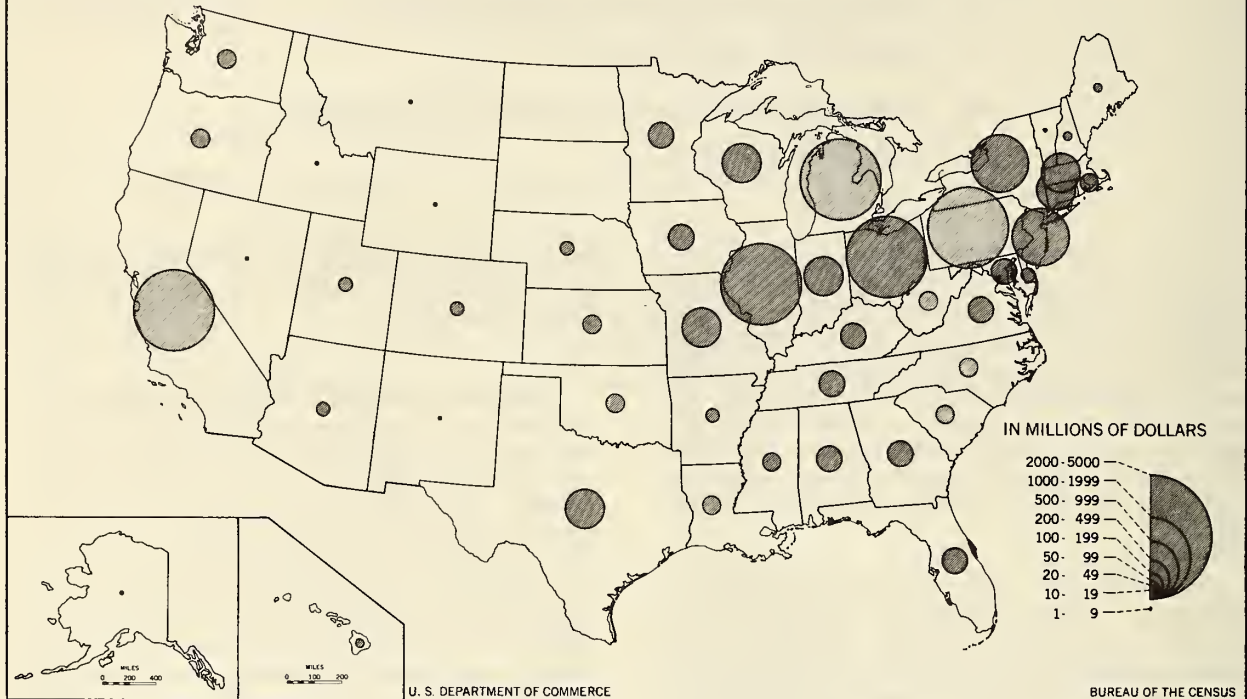 IN MILLIONS OF DOLLARS
2000 - 5000
1000 - 1999
500 - 999
200 - 499
100 - 199
50 - 99
20 - 49
10 - 19
1 - 9
MILES
0 200 400
MILES
0 100 200
U. S. DEPARTMENT OF COMMERCE
BUREAU OF THE CENSUS